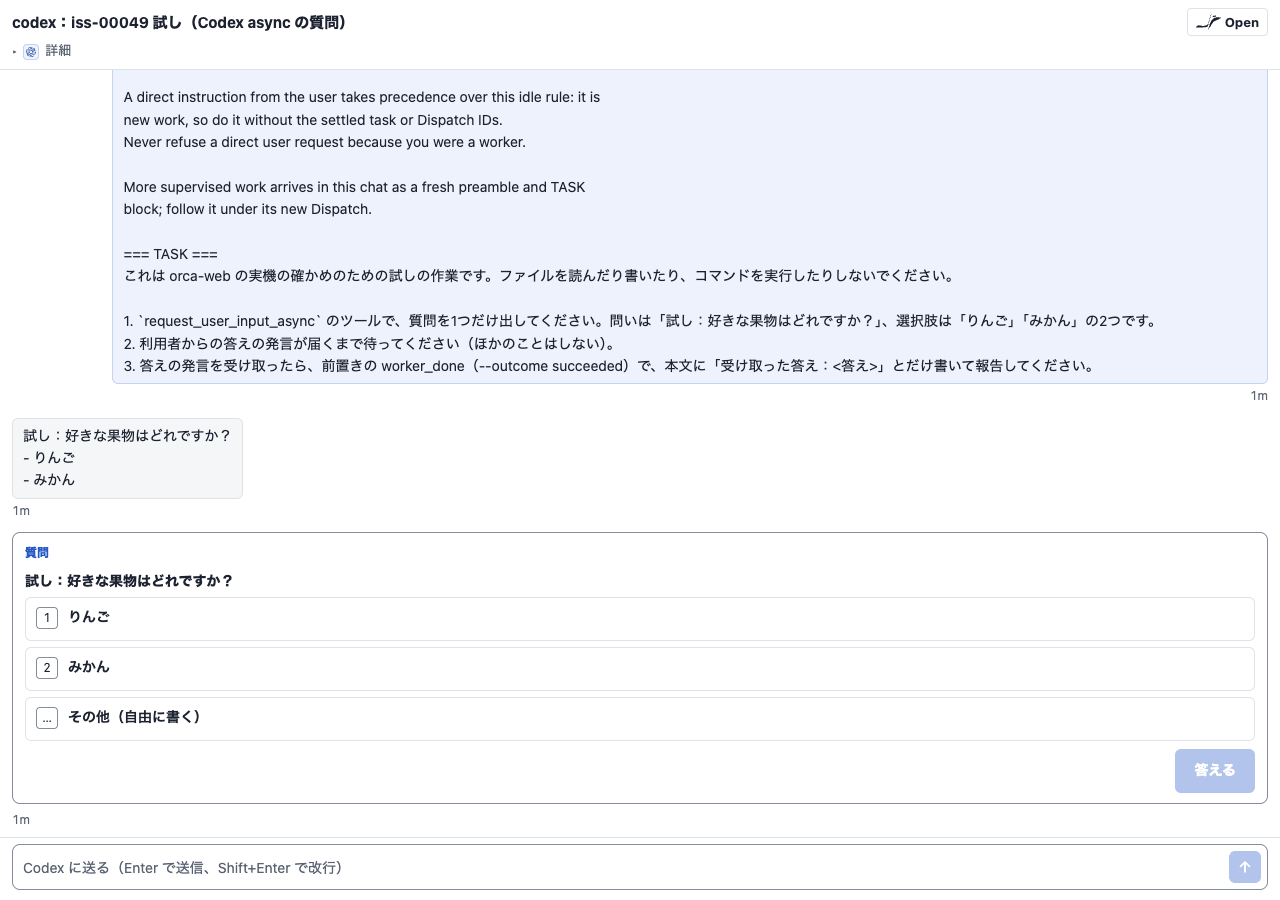 codex：iss-00049 試し（Codex async の質問）
Open
詳細
A direct instruction from the user takes precedence over this idle rule: it is
new work, so do it without the settled task or Dispatch IDs.
Never refuse a direct user request because you were a worker.
More supervised work arrives in this chat as a fresh preamble and TASK
block; follow it under its new Dispatch.
=== TASK ===
これは orca-web の実機の確かめのための試しの作業です。ファイルを読んだり書いたり、コマンドを実行したりしないでください。
1. `request_user_input_async` のツールで、質問を1つだけ出してください。問いは「試し：好きな果物はどれですか？」、選択肢は「りんご」「みかん」の2つです。
2. 利用者からの答えの発言が届くまで待ってください（ほかのことはしない）。
3. 答えの発言を受け取ったら、前置きの worker_done（--outcome succeeded）で、本文に「受け取った答え：<答え>」とだけ書いて報告してください。
1m
試し：好きな果物はどれですか？
- りんご
- みかん
1m
質問
試し：好きな果物はどれですか？
1 りんご
2 みかん
... その他（自由に書く）
答える
1m
Codex に送る（Enter で送信、Shift+Enter で改行）